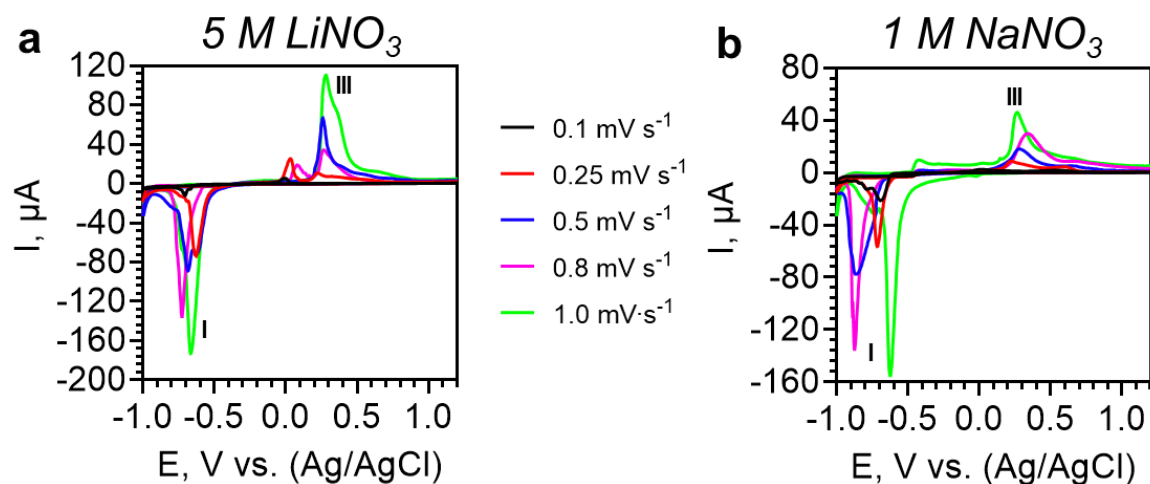 a
5 M LiNO3
120
80
40
0
-40
-80
-120
-160
-200
I, µA
III
I
-1.0 -0.5 0.0 0.5 1.0
E, V vs. (Ag/AgCl)
0.1 mV s-1
0.25 mV s-1
0.5 mV s-1
0.8 mV s-1
1.0 mV·s-1
b
1 M NaNO3
80
40
0
-40
-80
-120
-160
I, µA
III
I
-1.0 -0.5 0.0 0.5 1.0
E, V vs. (Ag/AgCl)